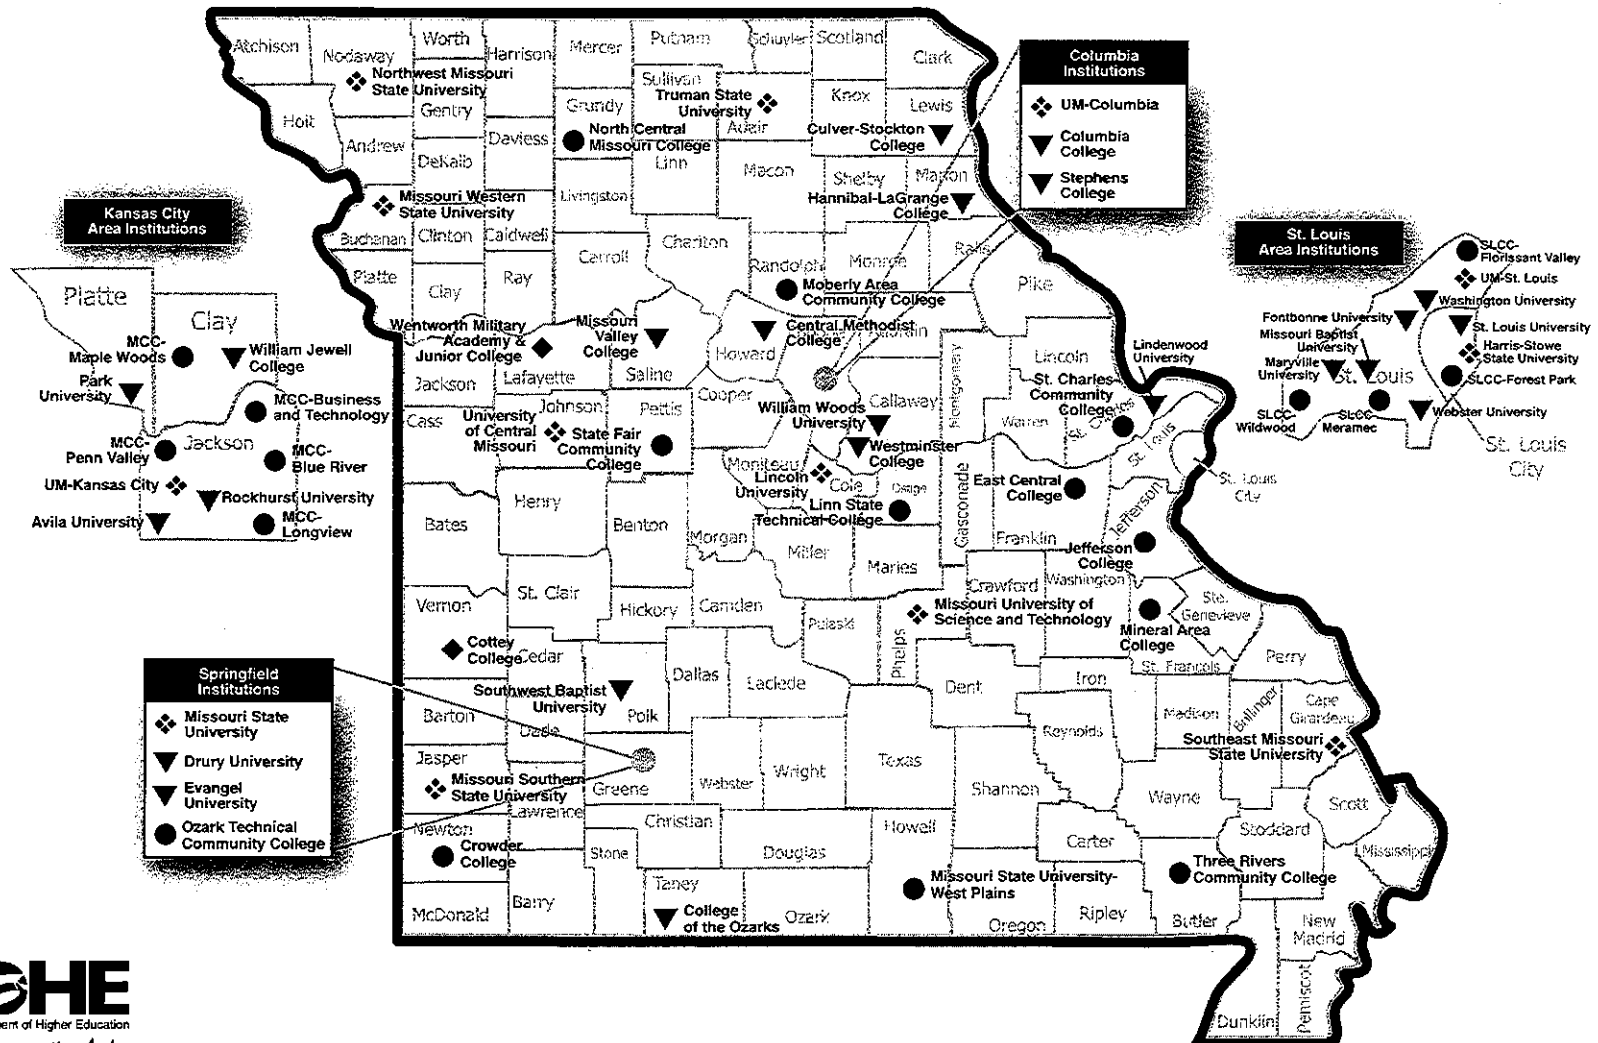 Atchison
Nodaway
Worth
Harrison
Mercer
Putnam
Schuyler
Scotland
Clark
Northwest Missouri
State University
Holt
Gentry
Grundy
Sullivan
Truman State
University
Adair
Knox
Lewis
Andrew
DeKalb
Daviess
North Central
Missouri College
Linn
Macon
Culver-Stockton
College
Shelby
Marion
Missouri Western
State University
Livingston
Hannibal-LaGrange
College
Buchanan
Clinton
Caldwell
Carroll
Chariton
Randolph
Monroe
Ralls
Platte
Clay
Ray
Moberly Area
Community College
Pike
Wentworth Military
Academy &
Junior College
Missouri
Valley
College
Central Methodist
College
Audrain
Howard
Jackson
Lafayette
Saline
Cooper
Montgomery
Lincoln
Lindenwood
University
Cass
Johnson
Pettis
University
of Central
Missouri
State Fair
Community
College
William Woods
University
Callaway
Westminster
College
Warren
St. Charles
Community
College
St. Charles
St. Louis
St. Louis
City
Moniteau
Lincoln
University
Cole
Osage
Linn State
Technical College
Gasconade
East Central
College
Franklin
Jefferson
Jefferson
College
Bates
Henry
Benton
Morgan
Miller
Maries
Crawford
Washington
Ste.
Genevieve
Vernon
St. Clair
Hickory
Camden
Pulaski
Phelps
Missouri University of
Science and Technology
Mineral Area
College
St. Francois
Perry
Cottey
College
Cedar
Southwest Baptist
University
Polk
Dallas
Laclede
Dent
Iron
Madison
Bollinger
Cape
Girardeau
Barton
Dade
Reynolds
Southeast Missouri
State University
Jasper
Missouri Southern
State University
Greene
Webster
Wright
Texas
Shannon
Wayne
Scott
Newton
Crowder
College
Lawrence
Christian
Stone
Douglas
Howell
Carter
Stoddard
Mississippi
McDonald
Barry
Taney
College
of the Ozarks
Ozark
Missouri State University-
West Plains
Oregon
Ripley
Three Rivers
Community College
Butler
New
Madrid
Dunklin
Pemiscot
Columbia
Institutions
UM-Columbia
Columbia
College
Stephens
College
Kansas City
Area Institutions
Platte
Clay
MCC-
Maple Woods
William Jewell
College
Park
University
MCC-Business
and Technology
MCC-
Penn Valley
Jackson
MCC-
Blue River
UM-Kansas City
Rockhurst University
Avila University
MCC-
Longview
St. Louis
Area Institutions
SLCC-
Florissant Valley
UM-St. Louis
Washington University
Fontbonne University
St. Louis University
Missouri Baptist
University
Harris-Stowe
State University
Maryville
University
St. Louis
SLCC-Forest Park
SLCC-
Wildwood
SLCC-
Meramec
Webster University
St. Louis
City
Springfield
Institutions
Missouri State
University
Drury University
Evangel
University
Ozark Technical
Community College
HE
of Higher Education